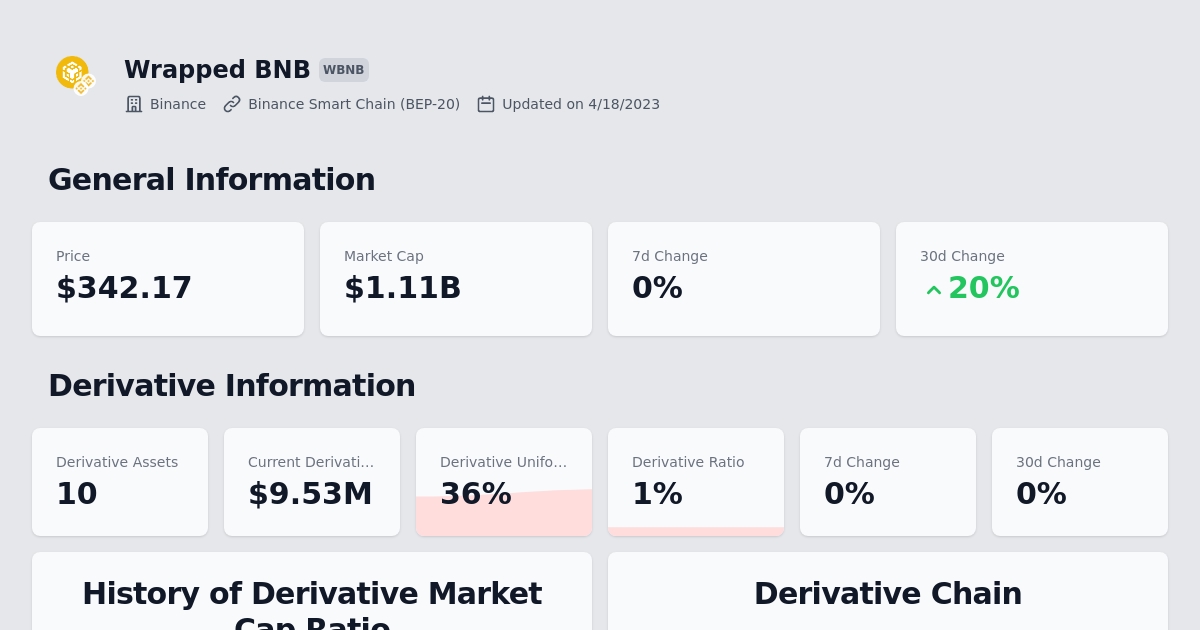 Wrapped BNB WBNB
Binance Binance Smart Chain (BEP-20) Updated on 4/18/2023
General Information
Price
$342.17
Market Cap
$1.11B
7d Change
0%
30d Change
20%
Derivative Information
Derivative Assets
10
Current Derivati...
$9.53M
Derivative Unifo...
36%
Derivative Ratio
1%
7d Change
0%
30d Change
0%
History of Derivative Market
Cap Ratio
Derivative Chain